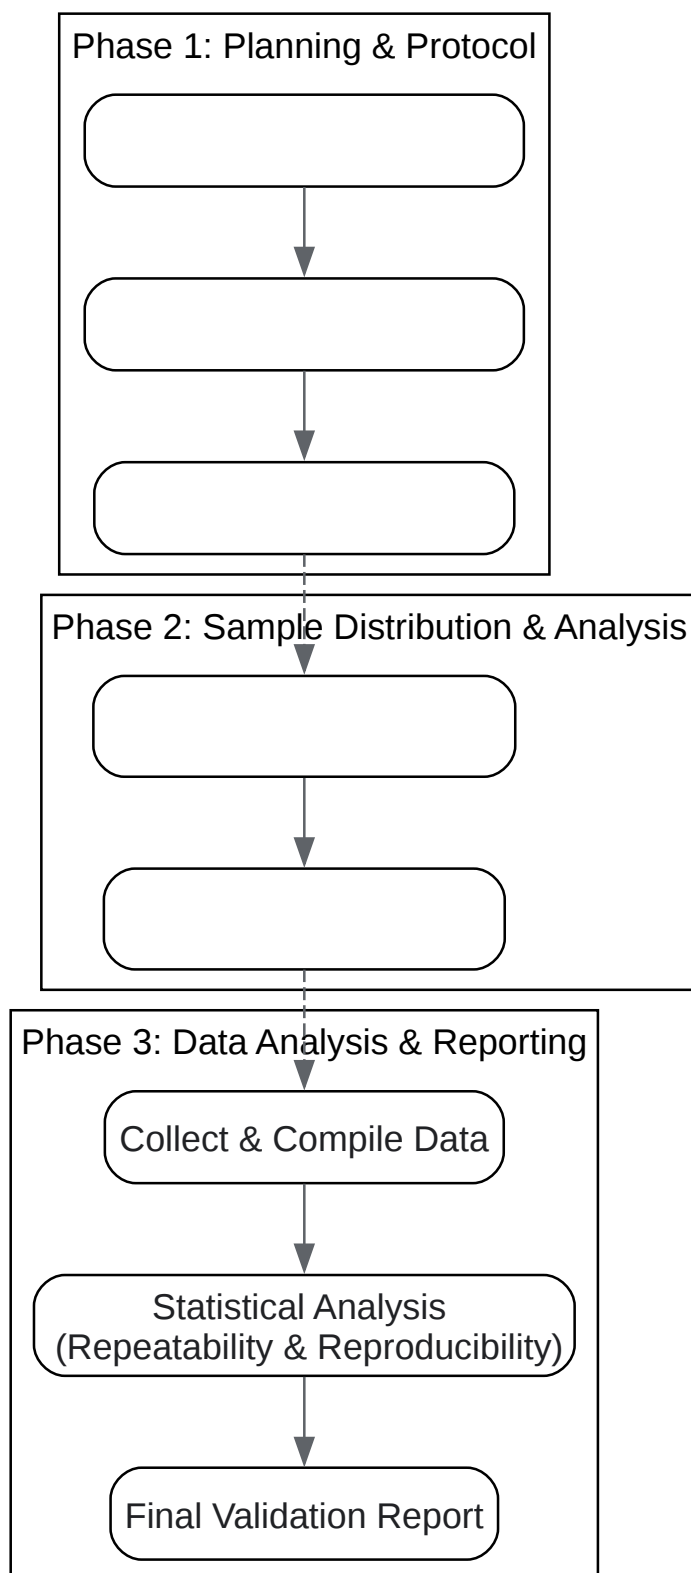 Phase 1: Planning & Protocol
Phase 2: Sample Distribution & Analysis
Phase 3: Data Analysis & Reporting
Collect & Compile Data
Statistical Analysis
(Repeatability & Reproducibility)
Final Validation Report